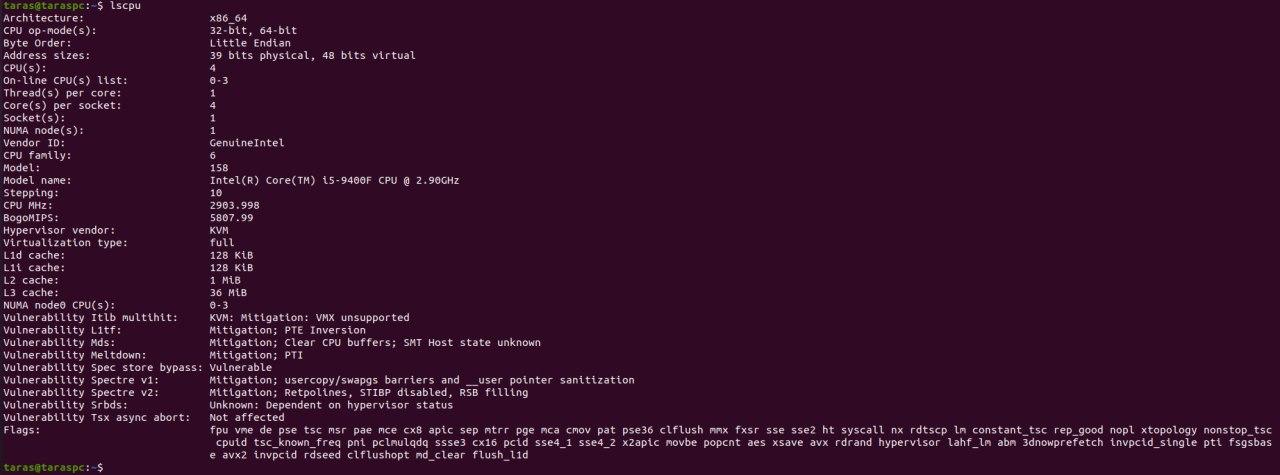 taras@taraspc:~$ lscpu
Architecture: x86_64
CPU op-mode(s): 32-bit, 64-bit
Byte Order: Little Endian
Address sizes: 39 bits physical, 48 bits virtual
CPU(s): 4
On-line CPU(s) list: 0-3
Thread(s) per core: 1
Core(s) per socket: 4
Socket(s): 1
NUMA node(s): 1
Vendor ID: GenuineIntel
CPU family: 6
Model: 158
Model name: Intel(R) Core(TM) i5-9400F CPU @ 2.90GHz
Stepping: 10
CPU MHz: 2903.998
BogoMIPS: 5807.99
Hypervisor vendor: KVM
Virtualization type: full
L1d cache: 128 KiB
L1i cache: 128 KiB
L2 cache: 1 MiB
L3 cache: 36 MiB
NUMA node0 CPU(s): 0-3
Vulnerability Itlb multihit: KVM: Mitigation: VMX unsupported
Vulnerability L1tf: Mitigation; PTE Inversion
Vulnerability Mds: Mitigation; Clear CPU buffers; SMT Host state unknown
Vulnerability Meltdown: Mitigation; PTI
Vulnerability Spec store bypass: Vulnerable
Vulnerability Spectre v1: Mitigation; usercopy/swapgs barriers and __user pointer sanitization
Vulnerability Spectre v2: Mitigation; Retpolines, STIBP disabled, RSB filling
Vulnerability Srbds: Unknown: Dependent on hypervisor status
Vulnerability Tsx async abort: Not affected
Flags: fpu vme de pse tsc msr pae mce cx8 apic sep mtrr pge mca cmov pat pse36 clflush mmx fxsr sse sse2 ht syscall nx rdtscp lm constant_tsc rep_good nopl xtopology nonstop_tsc
cpuid tsc_known_freq pni pclmulqdq ssse3 cx16 pcid sse4_1 sse4_2 x2apic movbe popcnt aes xsave avx rdrand hypervisor lahf_lm abm 3dnowprefetch invpcid_single pti fsgsbas
e avx2 invpcid rdseed clflushopt md_clear flush_l1d
taras@taraspc:~$